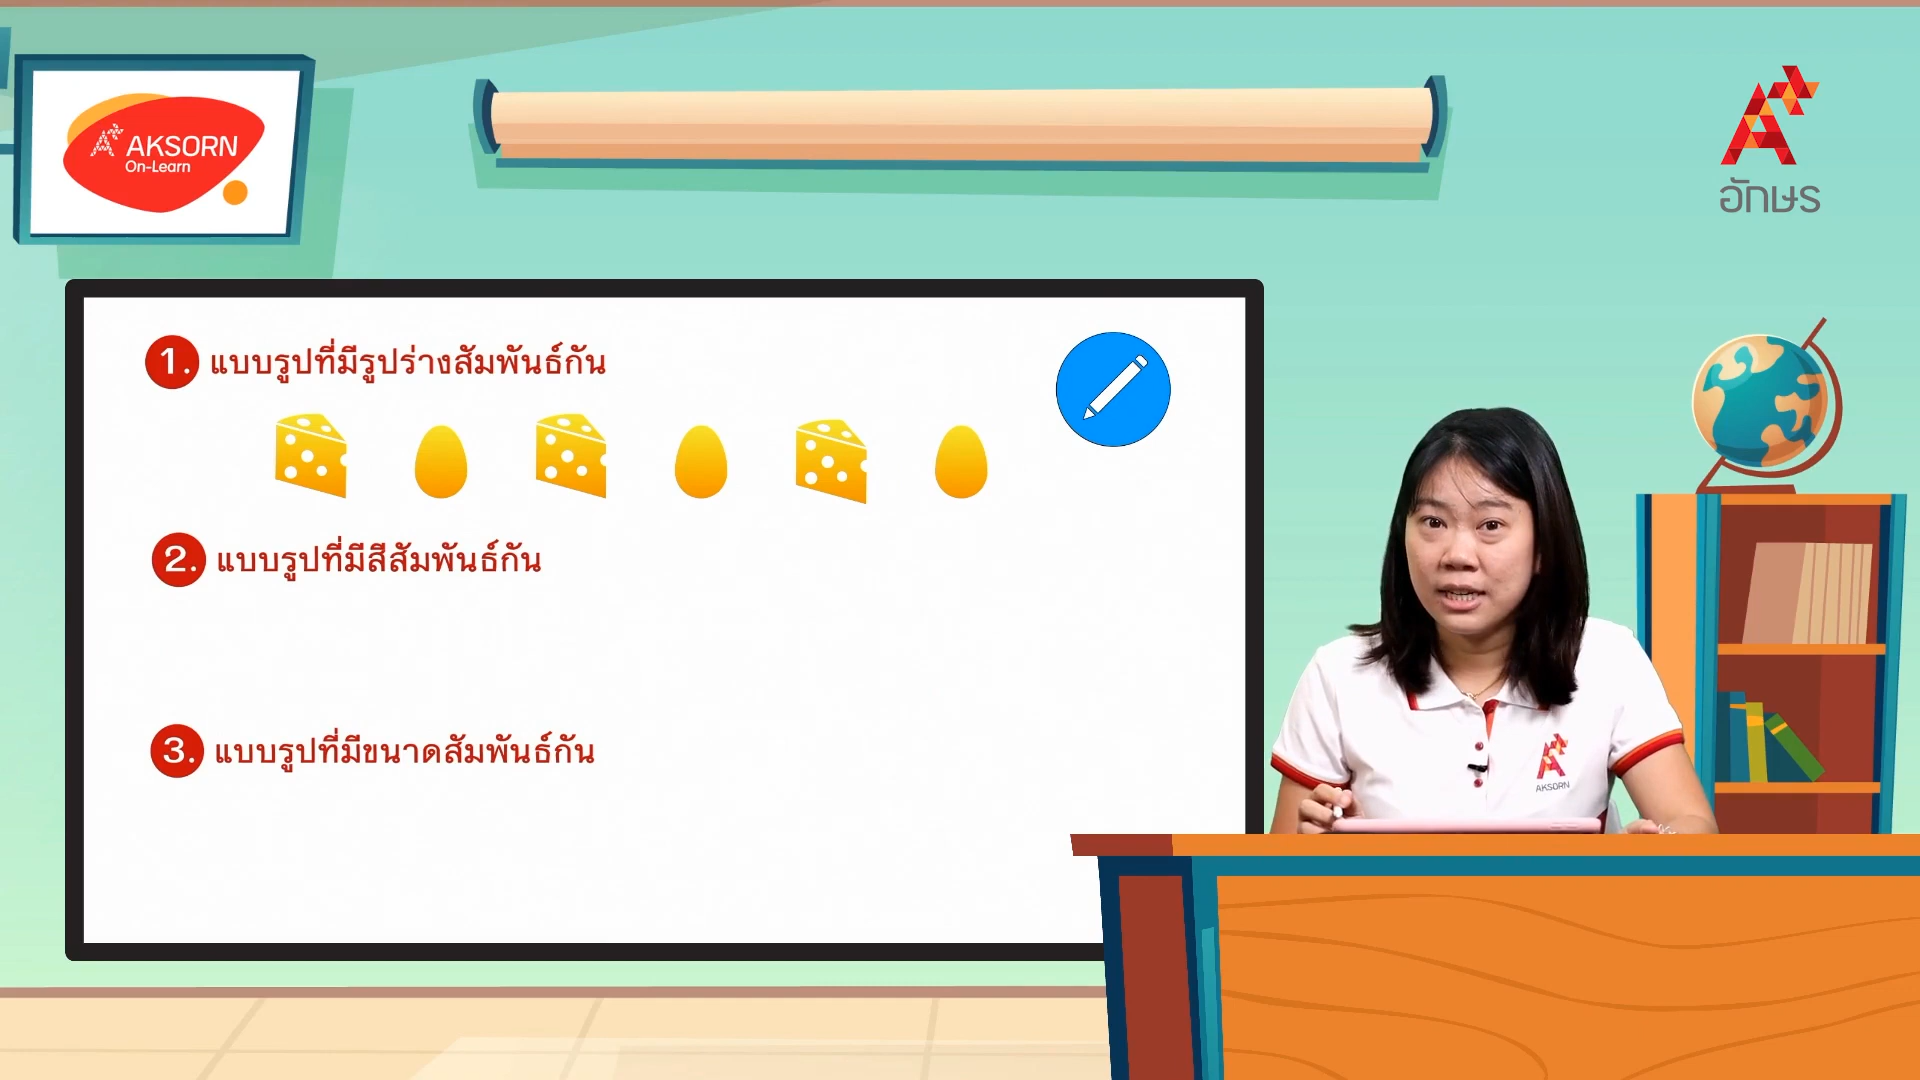 AKSORN
On-Learn
อักษร
1. แบบรูปที่มีรูปร่างสัมพันธ์กัน
2. แบบรูปที่มีสีสัมพันธ์กัน
3. แบบรูปที่มีขนาดสัมพันธ์กัน
AKSORN